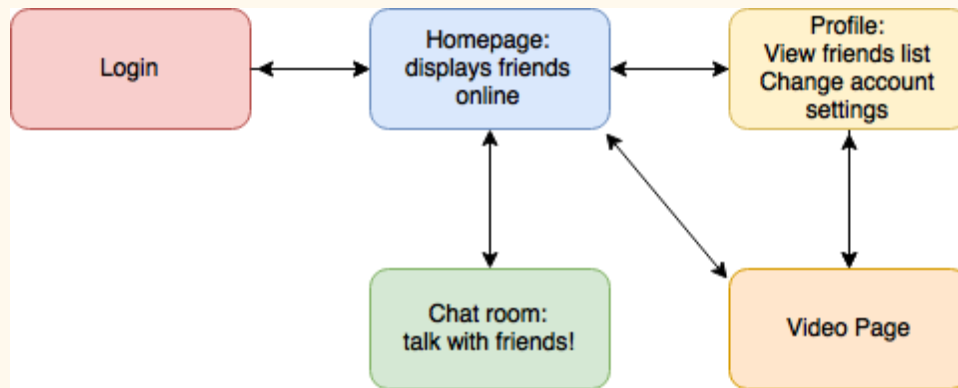 Login
Homepage:
displays friends
online
Profile:
View friends list
Change account
settings
Chat room:
talk with friends!
Video Page